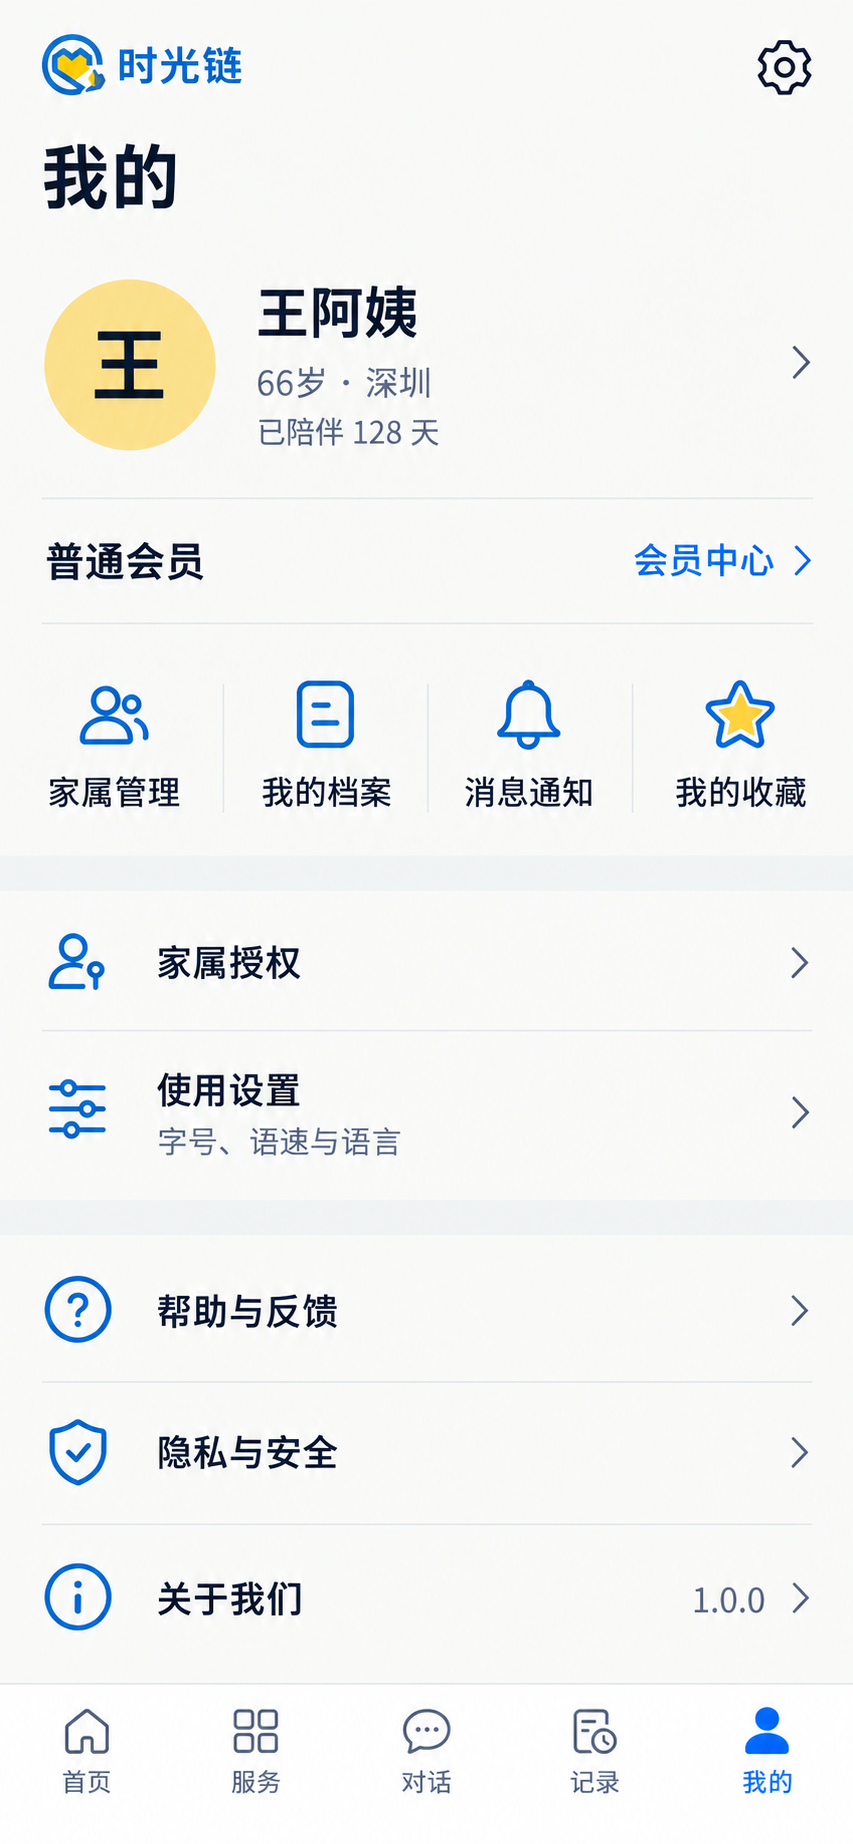 时光链
我的
王
王阿姨
66岁 · 深圳
已陪伴 128 天
普通会员
会员中心
家属管理
我的档案
消息通知
我的收藏
家属授权
使用设置
字号、语速与语言
帮助与反馈
隐私与安全
关于我们
1.0.0
首页
服务
对话
记录
我的